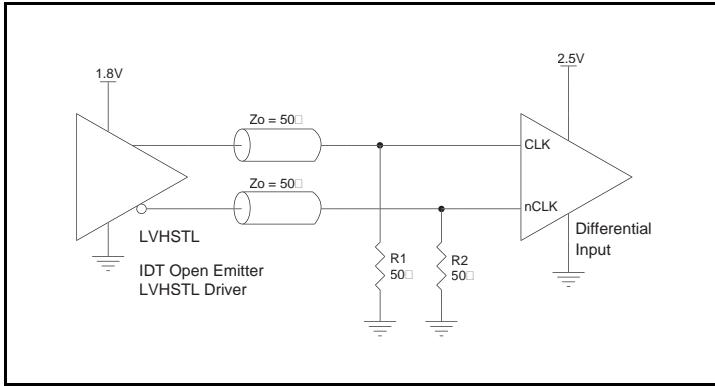 1.8V
2.5V
Zo = 50□
CLK
Zo = 50□
nCLK
LVHSTL
Differential
Input
IDT Open Emitter
LVHSTL Driver
R1
50□
R2
50□